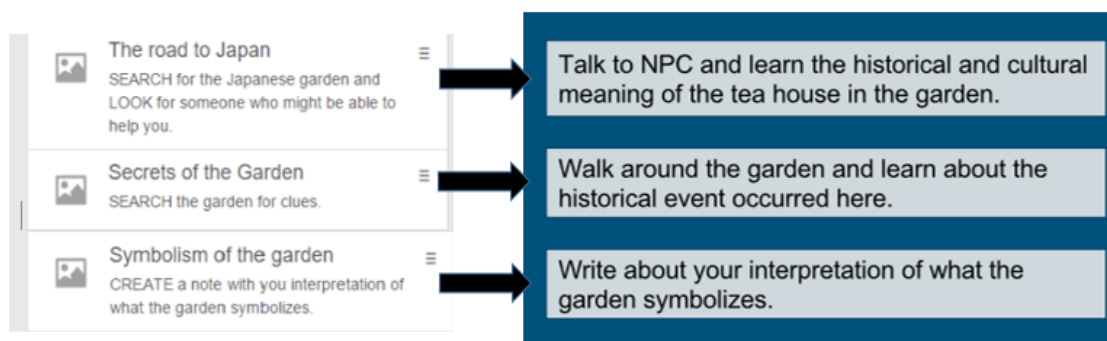 The road to Japan
SEARCH for the Japanese garden and
LOOK for someone who might be able to
help you.
Talk to NPC and learn the historical and cultural
meaning of the tea house in the garden.
Secrets of the Garden
SEARCH the garden for clues.
Walk around the garden and learn about the
historical event occurred here.
Symbolism of the garden
CREATE a note with you interpretation of
what the garden symbolizes.
Write about your interpretation of what the
garden symbolizes.